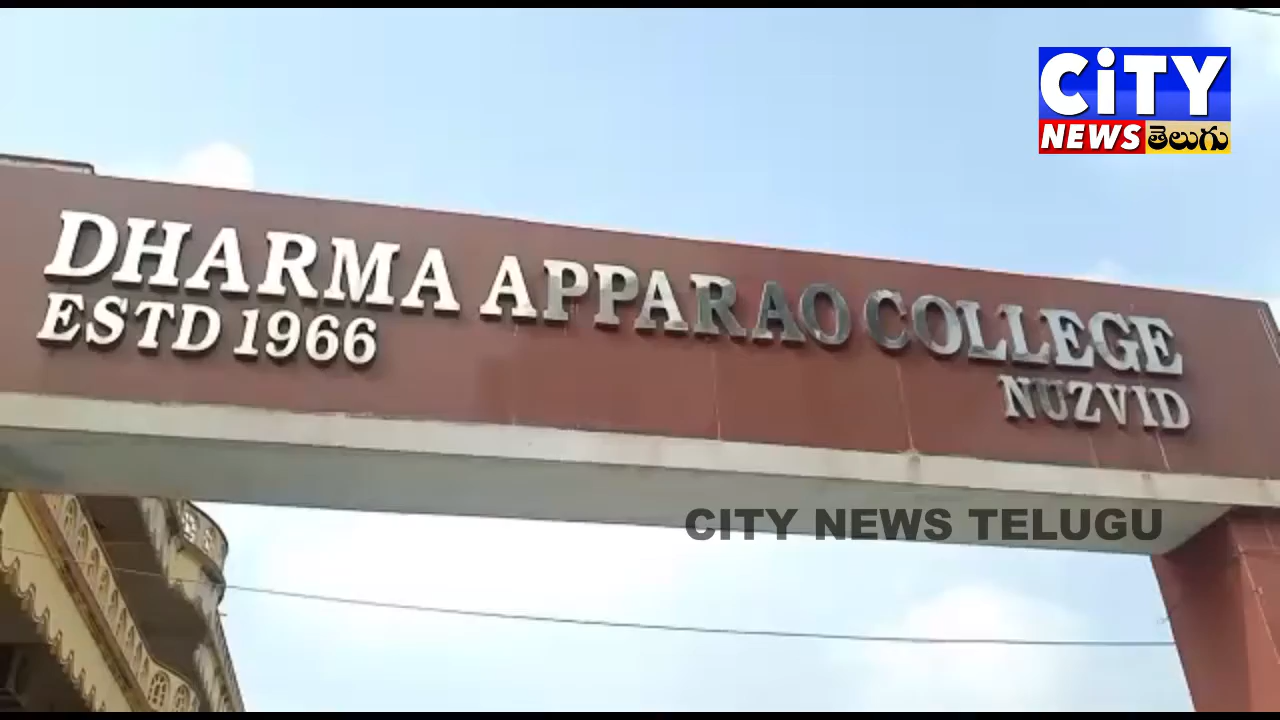 CiTY
NEWS తెలుగు
DHARMA APPARAO COLLEGE
ESTD 1966
NUZVID
CITY NEWS TELUGU